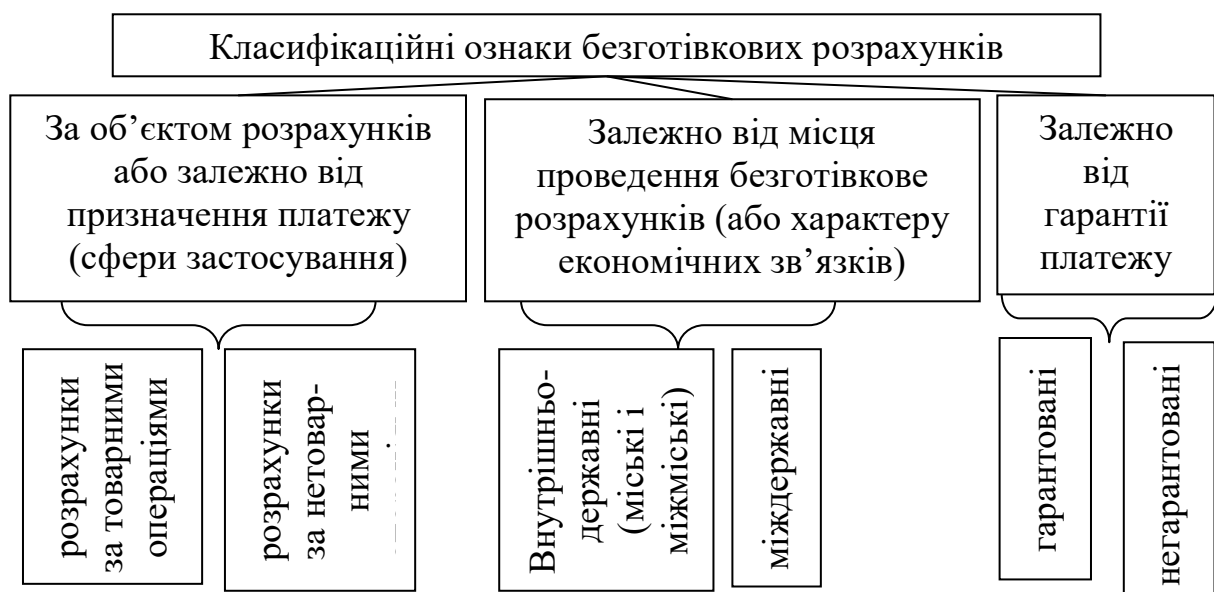 Класифікаційні ознаки безготівкових розрахунків
За об’єктом розрахунків
або залежно від
призначення платежу
(сфери застосування)
Залежно від місця
проведення безготівкове
розрахунків (або характеру
економічних зв’язків)
Залежно
від
гарантії
платежу
розрахунки
за товарними
операціями
розрахунки
за нетовар-
ними
Внутрішньо-
державні
(міські і
міжміські)
міждержавні
гарантовані
негарантовані